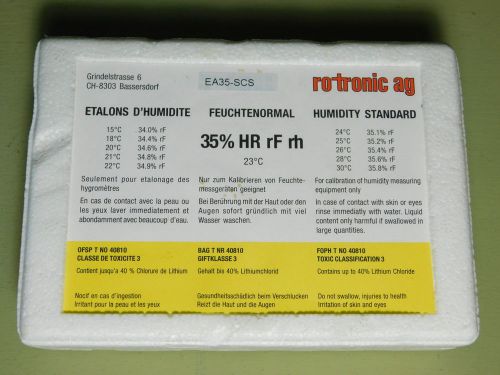 Grindelstrasse 6
CH-8303 Bassersdorf
EA35-SCS
rotronic ag
ETALONS D'HUMIDITE
15°C 34.0% rF
18°C 34.4% rF
20°C 34.6% rF
21°C 34.8% rF
22°C 34.9% rF
Seulement pour etalonage des
hygromètres
En cas de contact avec la peau ou
les yeux laver immediatement et
abondamment avec beaucoup d'eau.
FEUCHTENORMAL
35% HR rF rh
23°C
Nur zum Kalibrieren von Feuchte-
messgeräten geeignet
Bei Berührung mit der Haut oder den
Augen sofort gründlich mit viel
Wasser waschen.
HUMIDITY STANDARD
24°C 35.1% rF
25°C 35.2% rF
26°C 35.4% rF
28°C 35.6% rF
30°C 35.8% rF
For calibration of humidity measuring
equipment only
In case of contact with skin or eyes
rinse immediately with water. Liquid
content only harmful if swallowed in
large quantities.
OFSP T NO 40810
CLASSE DE TOXICITE 3
Contient jusqu'a 40 % Chlorure de Lithium
Nocif en cas d'ingestion
Irritant pour la peau et les yeux
BAG T NR 40810
GIFTKLASSE 3
Gehalt bis 40% Lithiumchlorid
Gesundheitsschädlich beim Verschlucken
Reizt die Haut und die Augen
FOPH T NO 40810
TOXIC CLASSIFICATION 3
Contains up to 40% Lithium Chloride
Do not swallow, injures to health
Irritation of skin and eyes